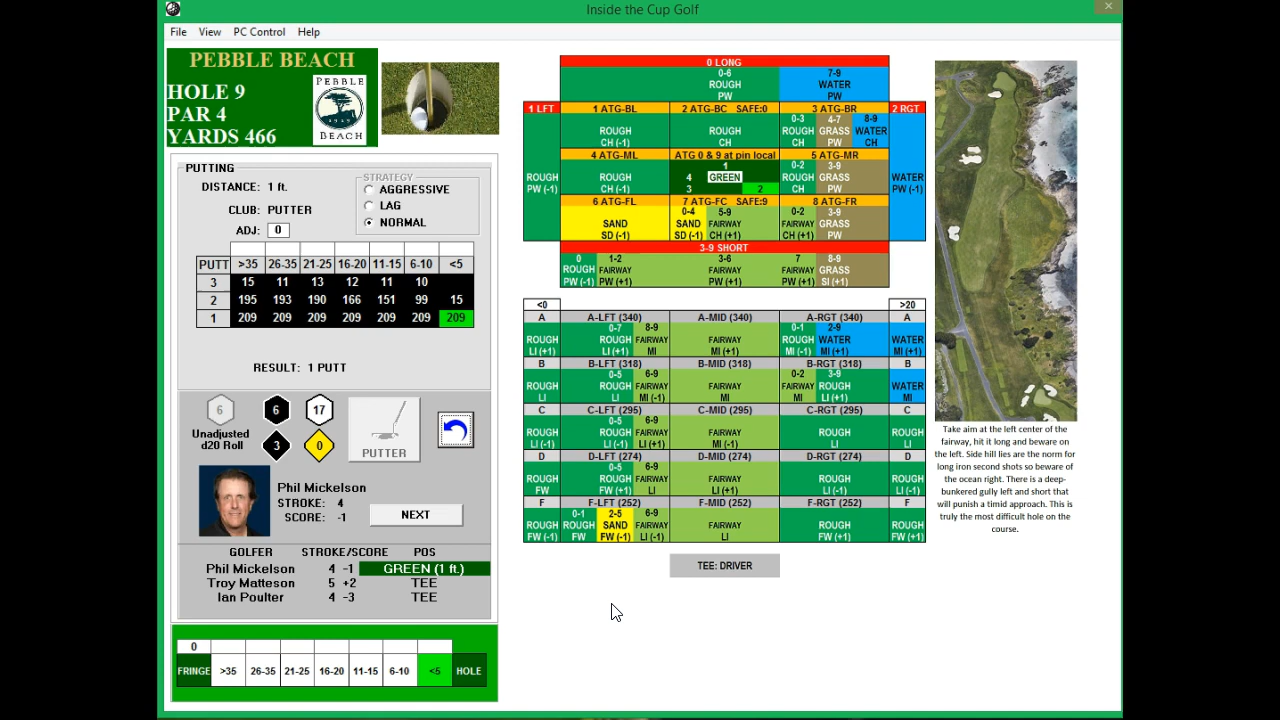 Inside the Cup Golf
File View PC Control Help
PEBBLE BEACH
HOLE 9
PAR 4
YARDS 466
PEBBLE
BEACH
PUTTING
DISTANCE: 1 ft.
CLUB: PUTTER
ADJ: 0
STRATEGY
AGGRESSIVE
LAG
NORMAL
PUTT >35 26-35 21-25 16-20 11-15 6-10 <5
3 15 11 13 12 11 10
2 195 193 190 166 151 99 15
1 209 209 209 209 209 209 209
RESULT: 1 PUTT
6 6 17
Unadjusted
d20 Roll
3 0
PUTTER
Phil Mickelson
STROKE: 4
SCORE: -1
NEXT
GOLFER STROKE/SCORE POS
Phil Mickelson 4 -1 GREEN (1 ft.)
Troy Matteson 5 +2 TEE
Ian Poulter 4 -3 TEE
0
FRINGE >35 26-35 21-25 16-20 11-15 6-10 <5 HOLE
0 LONG
0-6 7-9
ROUGH WATER
PW PW
1 LFT 1 ATG-BL 2 ATG-BC SAFE:0 3 ATG-BR 2 RGT
0-3 4-7 8-9
ROUGH ROUGH ROUGH GRASS WATER
CH (-1) CH CH PW CH
4 ATG-ML ATG 0 & 9 at pin local 5 ATG-MR
1 0-2 3-9
ROUGH ROUGH 4 GREEN ROUGH GRASS WATER
PW (-1) CH (-1) 3 2 CH PW PW (-1)
6 ATG-FL 7 ATG-FC SAFE:9 8 ATG-FR
0-4 5-9 0-2 3-9
SAND SAND FAIRWAY FAIRWAY GRASS
SD (-1) SD (-1) CH (+1) CH (+1) PW
3-9 SHORT
0 1-2 3-6 7 8-9
ROUGH FAIRWAY FAIRWAY FAIRWAY GRASS
PW (-1) PW (+1) PW (+1) PW (+1) SI (+1)
<0 >20
A A-LFT (340) A-MID (340) A-RGT (340) A
0-7 8-9 0-1 2-9
ROUGH ROUGH FAIRWAY FAIRWAY ROUGH WATER WATER
LI (+1) LI (+1) MI MI (+1) MI (-1) MI (+1) MI (+1)
B B-LFT (318) B-MID (318) B-RGT (318) B
0-5 6-9 0-2 3-9
ROUGH ROUGH FAIRWAY FAIRWAY FAIRWAY ROUGH WATER
LI LI MI (-1) MI MI LI (+1) MI
C C-LFT (295) C-MID (295) C-RGT (295) C
0-5 6-9
ROUGH ROUGH FAIRWAY FAIRWAY ROUGH ROUGH
LI (-1) LI (-1) LI (+1) MI (-1) LI LI
D D-LFT (274) D-MID (274) D-RGT (274) D
0-5 6-9
ROUGH ROUGH FAIRWAY FAIRWAY ROUGH ROUGH
FW FW (+1) LI LI (+1) LI (-1) LI (-1)
F F-LFT (252) F-MID (252) F-RGT (252) F
0-1 2-5 6-9
ROUGH ROUGH SAND FAIRWAY FAIRWAY ROUGH ROUGH
FW (-1) FW FW (-1) LI (-1) LI FW (+1) FW (+1)
TEE: DRIVER
Take aim at the left center of the
fairway, hit it long and beware on
the left. Side hill lies are the norm for
long iron second shots so beware of
the ocean right. There is a deep-
bunkered gully left and short that
will punish a timid approach. This is
truly the most difficult hole on the
course.